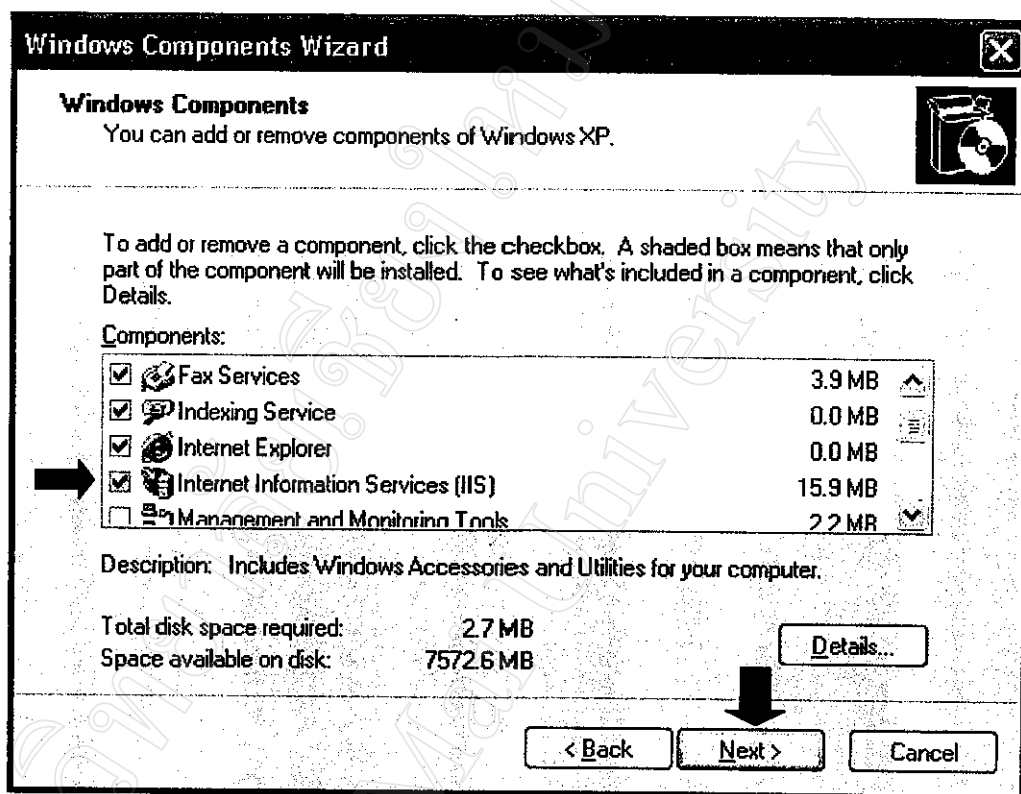 Windows Components Wizard
Windows Components
You can add or remove components of Windows XP.
To add or remove a component, click the checkbox. A shaded box means that only
part of the component will be installed. To see what's included in a component, click
Details.
Components:
Fax Services 3.9 MB
Indexing Service 0.0 MB
Internet Explorer 0.0 MB
Internet Information Services (IIS) 15.9 MB
Management and Monitoring Tools 2.2 MB
Description: Includes Windows Accessories and Utilities for your computer.
Total disk space required: 2.7 MB
Space available on disk: 7572.6 MB
Details...
< Back Next > Cancel